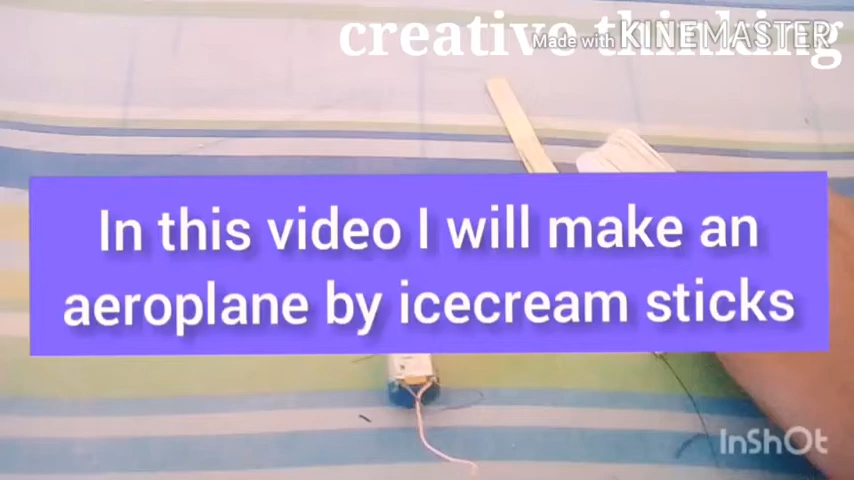 creative thinking
Made with KINEMASTER
In this video I will make an
aeroplane by icecream sticks
InShOt